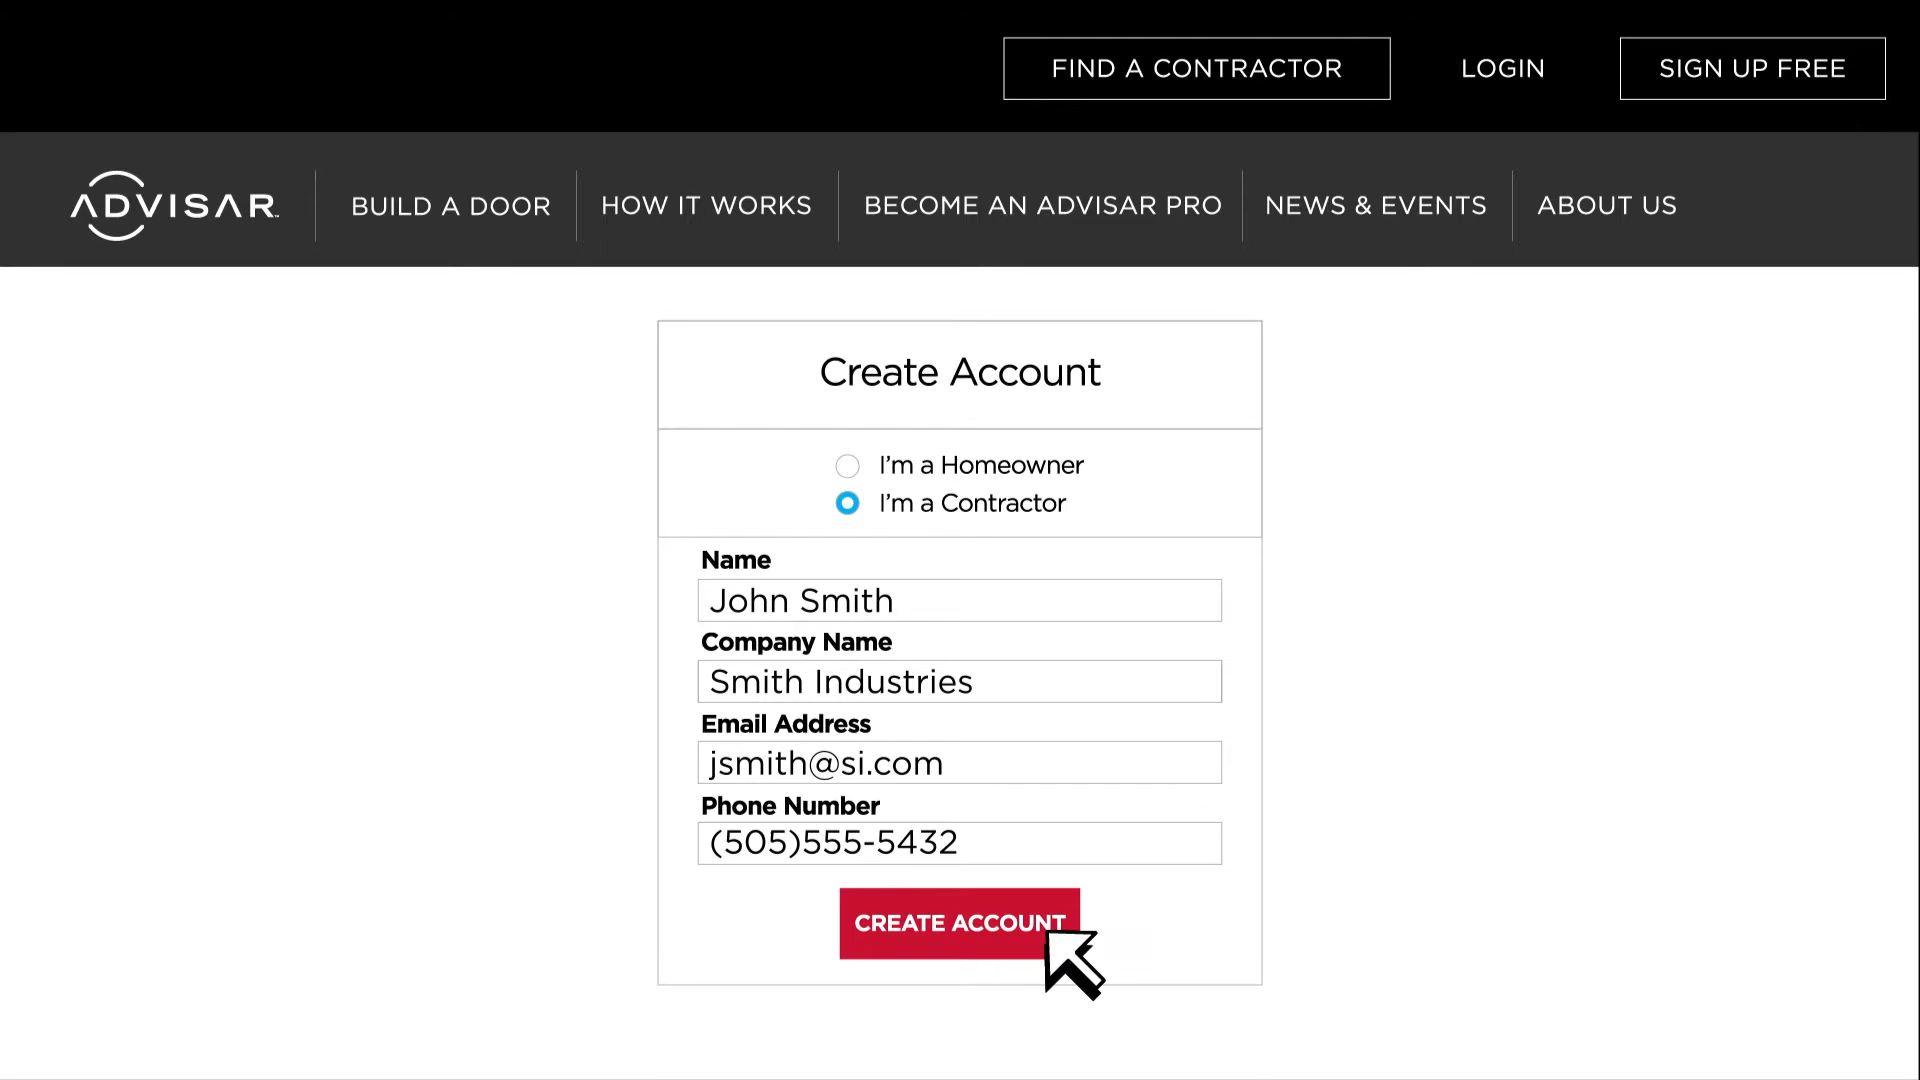 FIND A CONTRACTOR LOGIN SIGN UP FREE
ADVISAR™ BUILD A DOOR HOW IT WORKS BECOME AN ADVISAR PRO NEWS & EVENTS ABOUT US
Create Account
I'm a Homeowner
I'm a Contractor
Name
John Smith
Company Name
Smith Industries
Email Address
jsmith@si.com
Phone Number
(505)555-5432
CREATE ACCOUNT